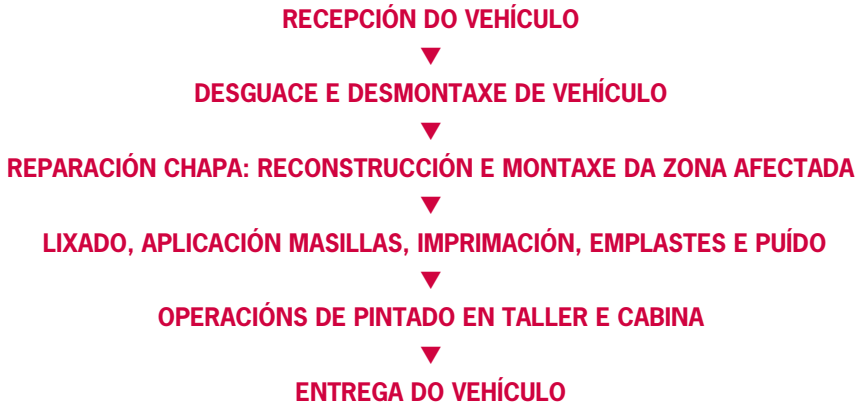 RECEPCIÓN DO VEHÍCULO
DESGUACE E DESMONTAXE DE VEHÍCULO
REPARACIÓN CHAPA: RECONSTRUCCIÓN E MONTAXE DA ZONA AFECTADA
LIXADO, APLICACIÓN MASILLAS, IMPRIMACIÓN, EMPLASTES E PUÍDO
OPERACIÓNS DE PINTADO EN TALLER E CABINA
ENTREGA DO VEHÍCULO